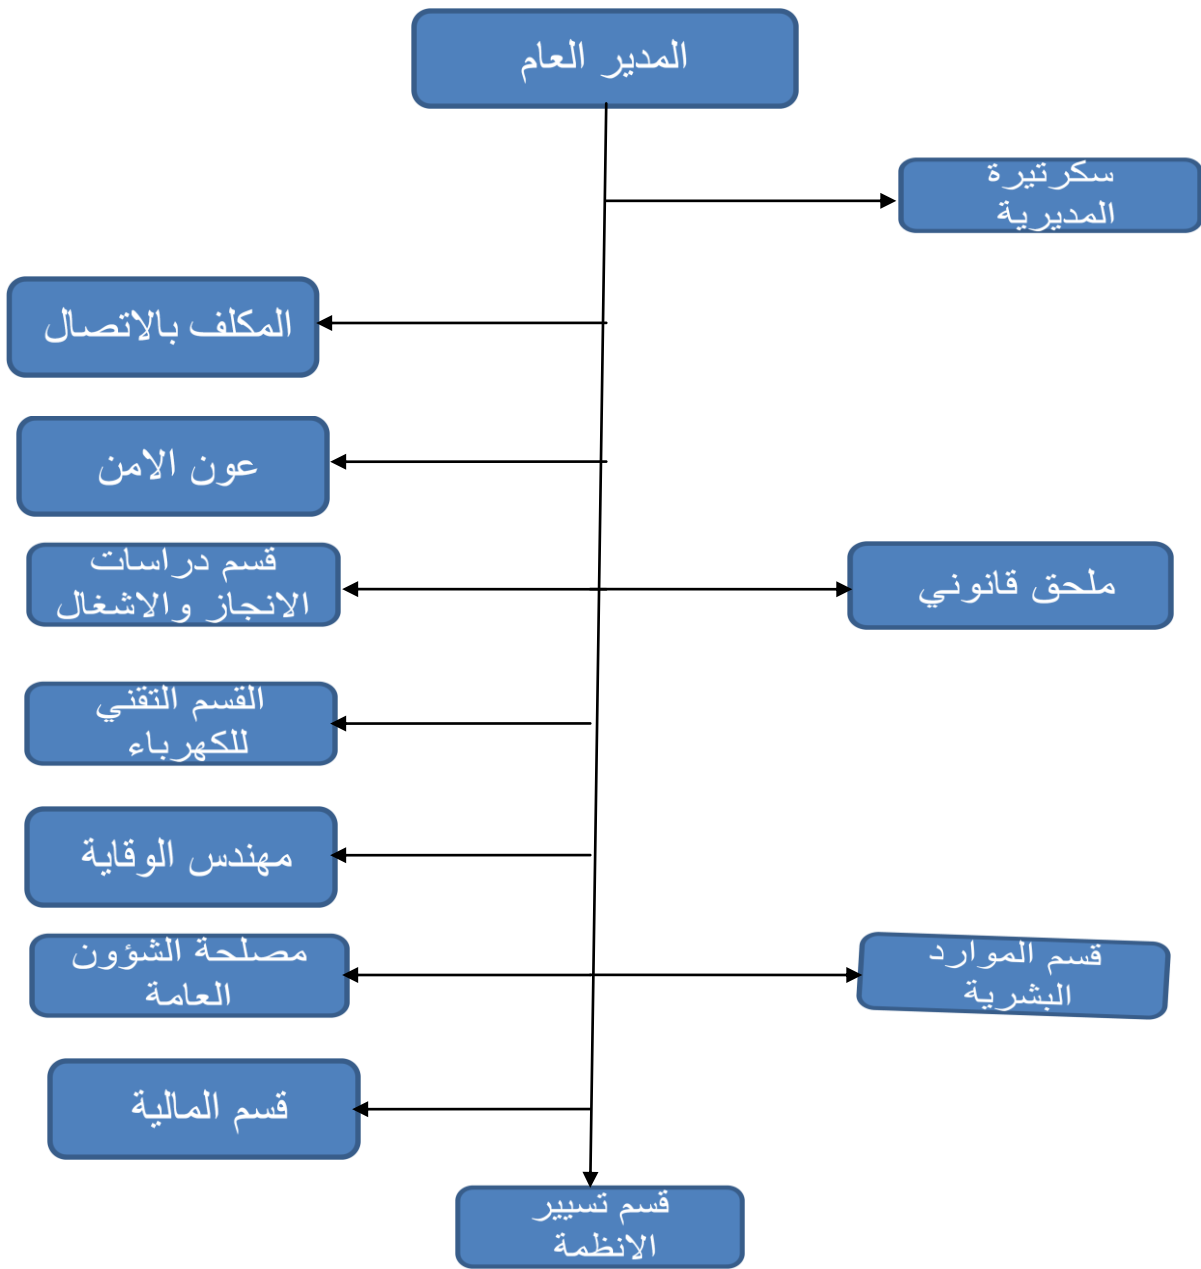 المدير العام
سكرتيرة
المديرية
المكلف بالاتصال
عون الامن
قسم دراسات
الانجاز والاشغال
ملحق قانوني
القسم التقني
للكهرباء
مهندس الوقاية
مصلحة الشؤون
العامة
قسم الموارد
البشرية
قسم المالية
قسم تسيير
الانظمة